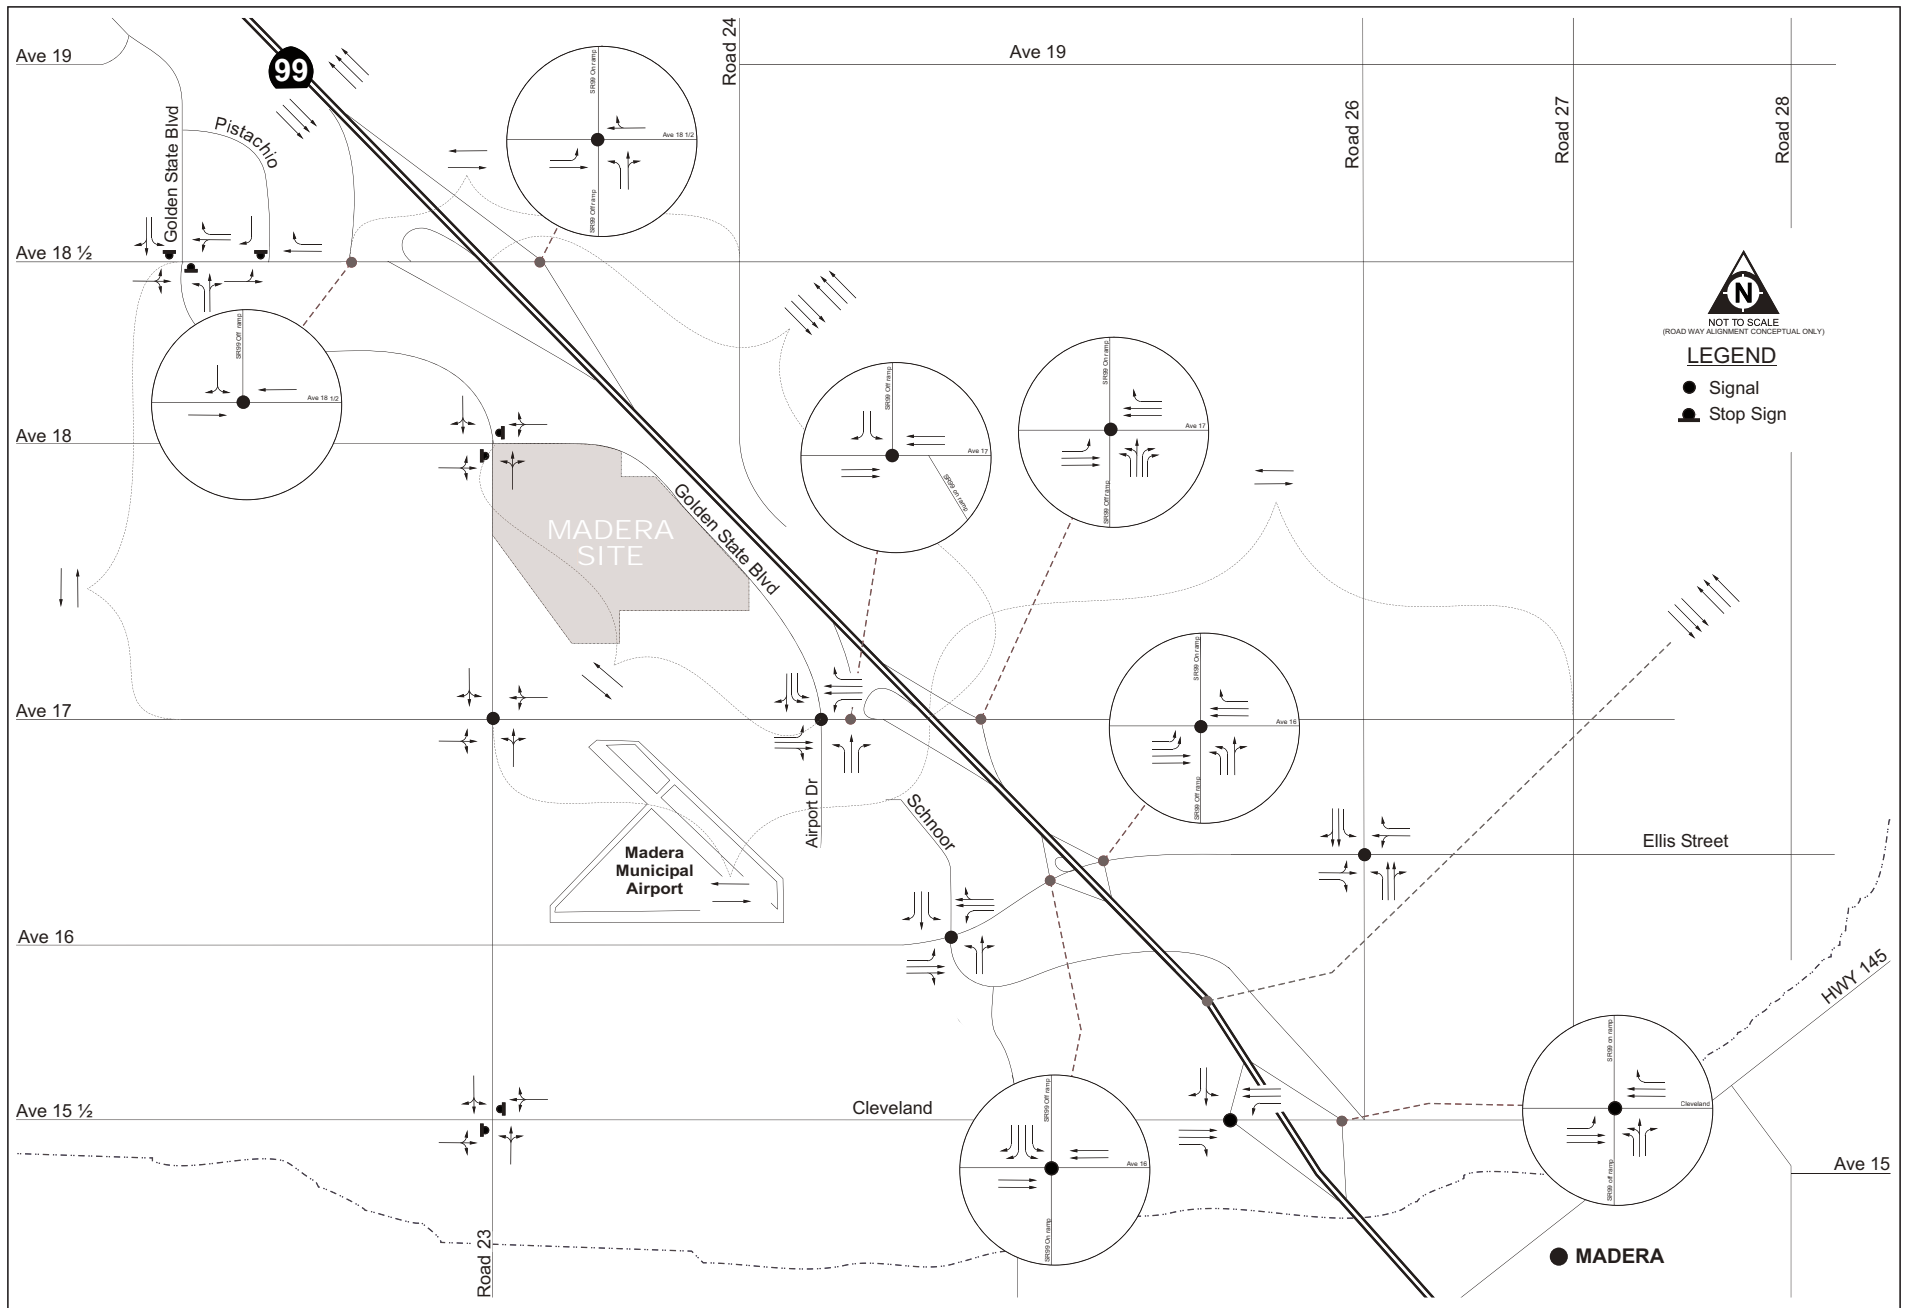 Ave 19
99
Road 24
Ave 19
Golden State Blvd
Pistachio
SR99 On ramp
Ave 18 1/2
SR99 Off ramp
Road 26
Road 27
Road 28
Ave 18 ½
N
NOT TO SCALE
(ROAD WAY ALIGNMENT CONCEPTUAL ONLY)
LEGEND
Signal
Stop Sign
SR99 Off ramp
Ave 18 1/2
Ave 18
SR99 Off ramp
Ave 17
SR99 on ramp
SR99 On ramp
Ave 17
SR99 Off ramp
MADERA
SITE
Golden State Blvd
SR99 On ramp
Ave 16
SR99 Off ramp
Ave 17
Airport Dr
Schnoor
Madera
Municipal
Airport
Ellis Street
Ave 16
HWY 145
Ave 15 ½
Cleveland
SR99 Off ramp
Ave 16
SR99 On ramp
SR99 on ramp
Cleveland
SR99 off ramp
Ave 15
Road 23
MADERA